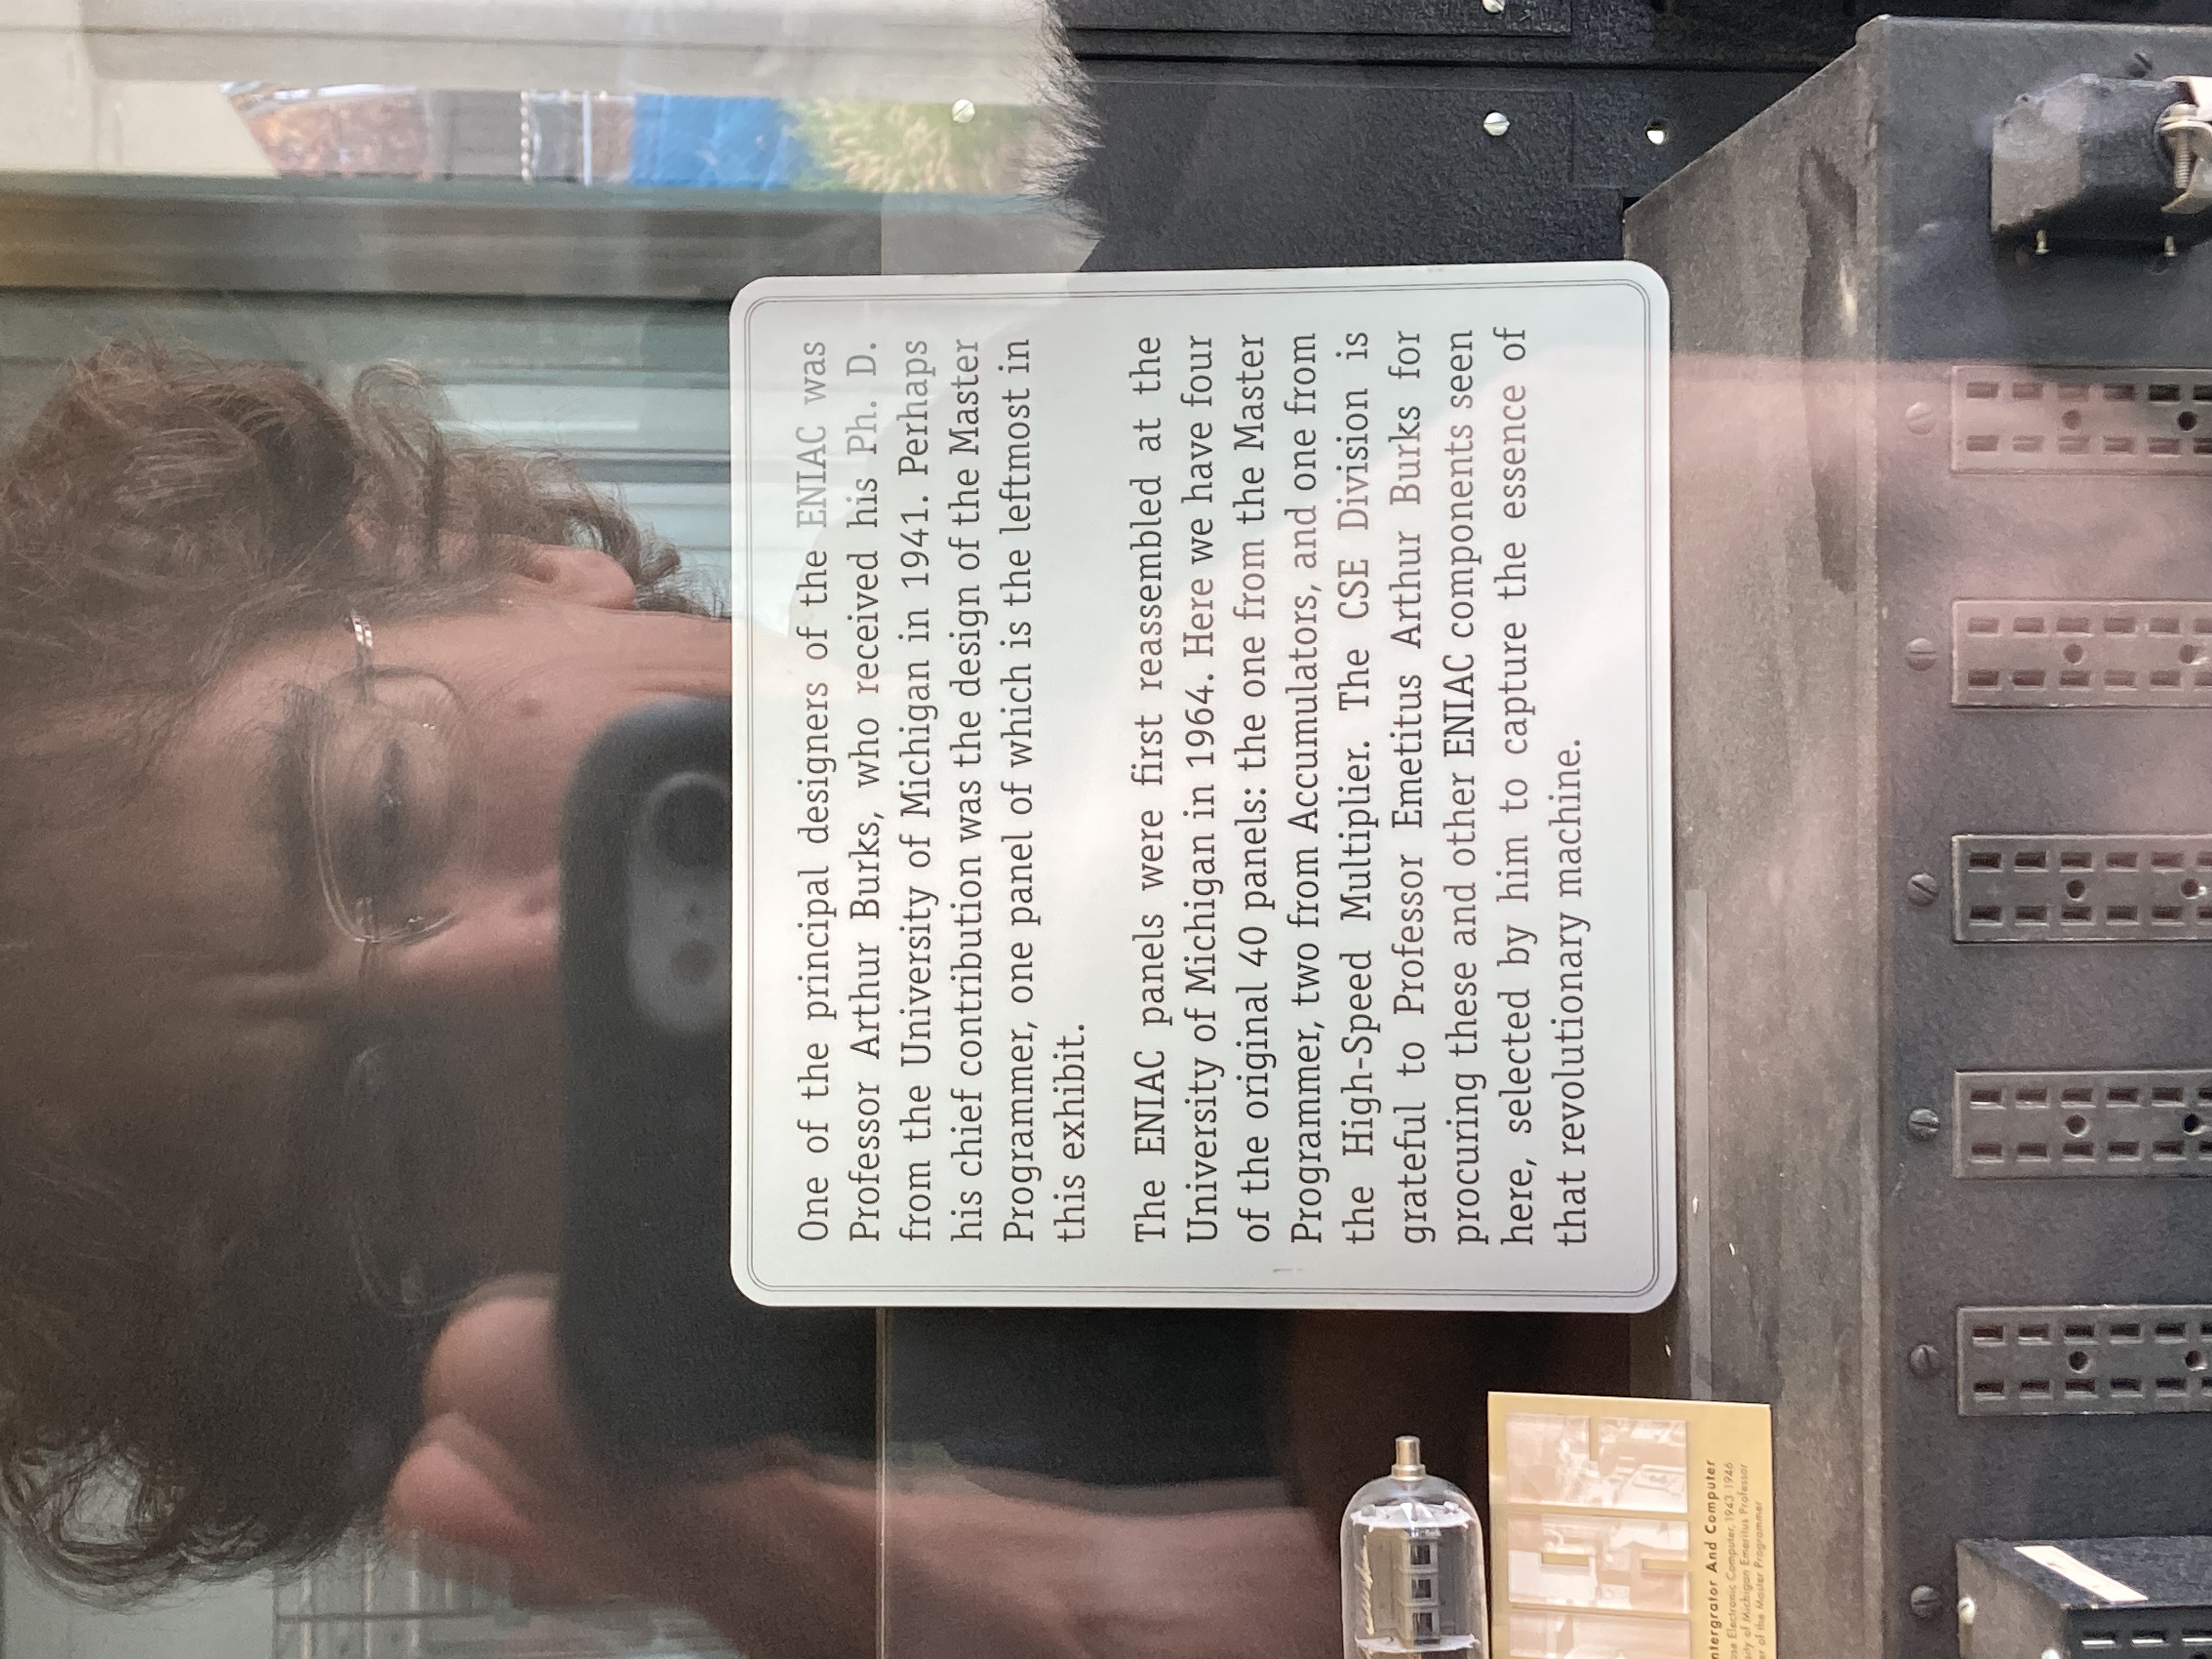 One of the principal designers of the ENIAC was
Professor Arthur Burks, who received his Ph. D.
from the University of Michigan in 1941. Perhaps
his chief contribution was the design of the Master
Programmer, one panel of which is the leftmost in
this exhibit.
The ENIAC panels were first reassembled at the
University of Michigan in 1964. Here we have four
of the original 40 panels: the one from the Master
Programmer, two from Accumulators, and one from
the High-Speed Multiplier. The CSE Division is
grateful to Professor Emetitus Arthur Burks for
procuring these and other ENIAC components seen
here, selected by him to capture the essence of
that revolutionary machine.
ntergrator And Computer
Electronic Computer, 1943 1946
of Michigan Emeritus Professor
of the Master Programmer